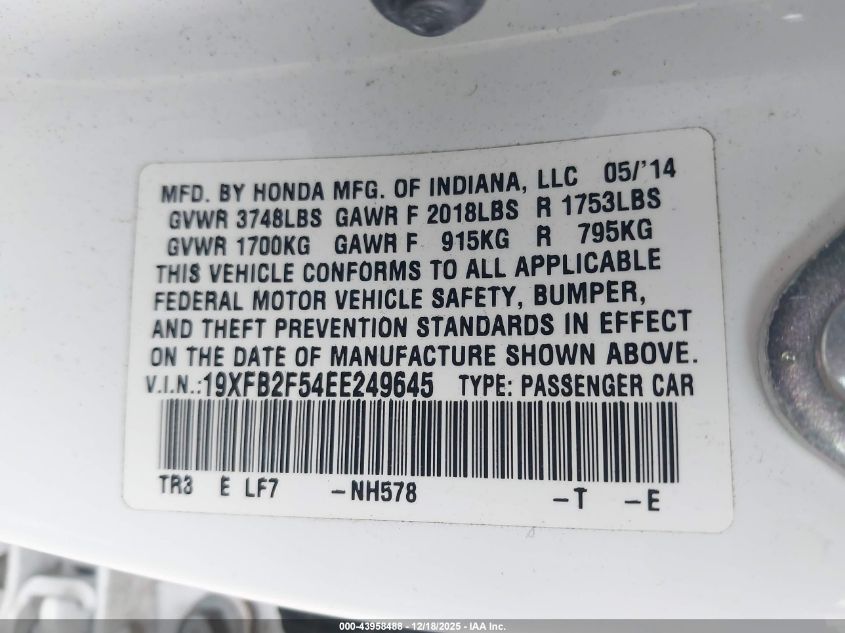 MFD. BY HONDA MFG. OF INDIANA, LLC 05/'14
GVWR 3748LBS GAWR F 2018LBS R 1753LBS
GVWR 1700KG GAWR F 915KG R 795KG
THIS VEHICLE CONFORMS TO ALL APPLICABLE
FEDERAL MOTOR VEHICLE SAFETY, BUMPER,
AND THEFT PREVENTION STANDARDS IN EFFECT
ON THE DATE OF MANUFACTURE SHOWN ABOVE.
V.I.N.:19XFB2F54EE249645 TYPE: PASSENGER CAR
TR3 E LF7 -NH578 -T -E
000-43958488 - 12/18/2025 - IAA Inc.